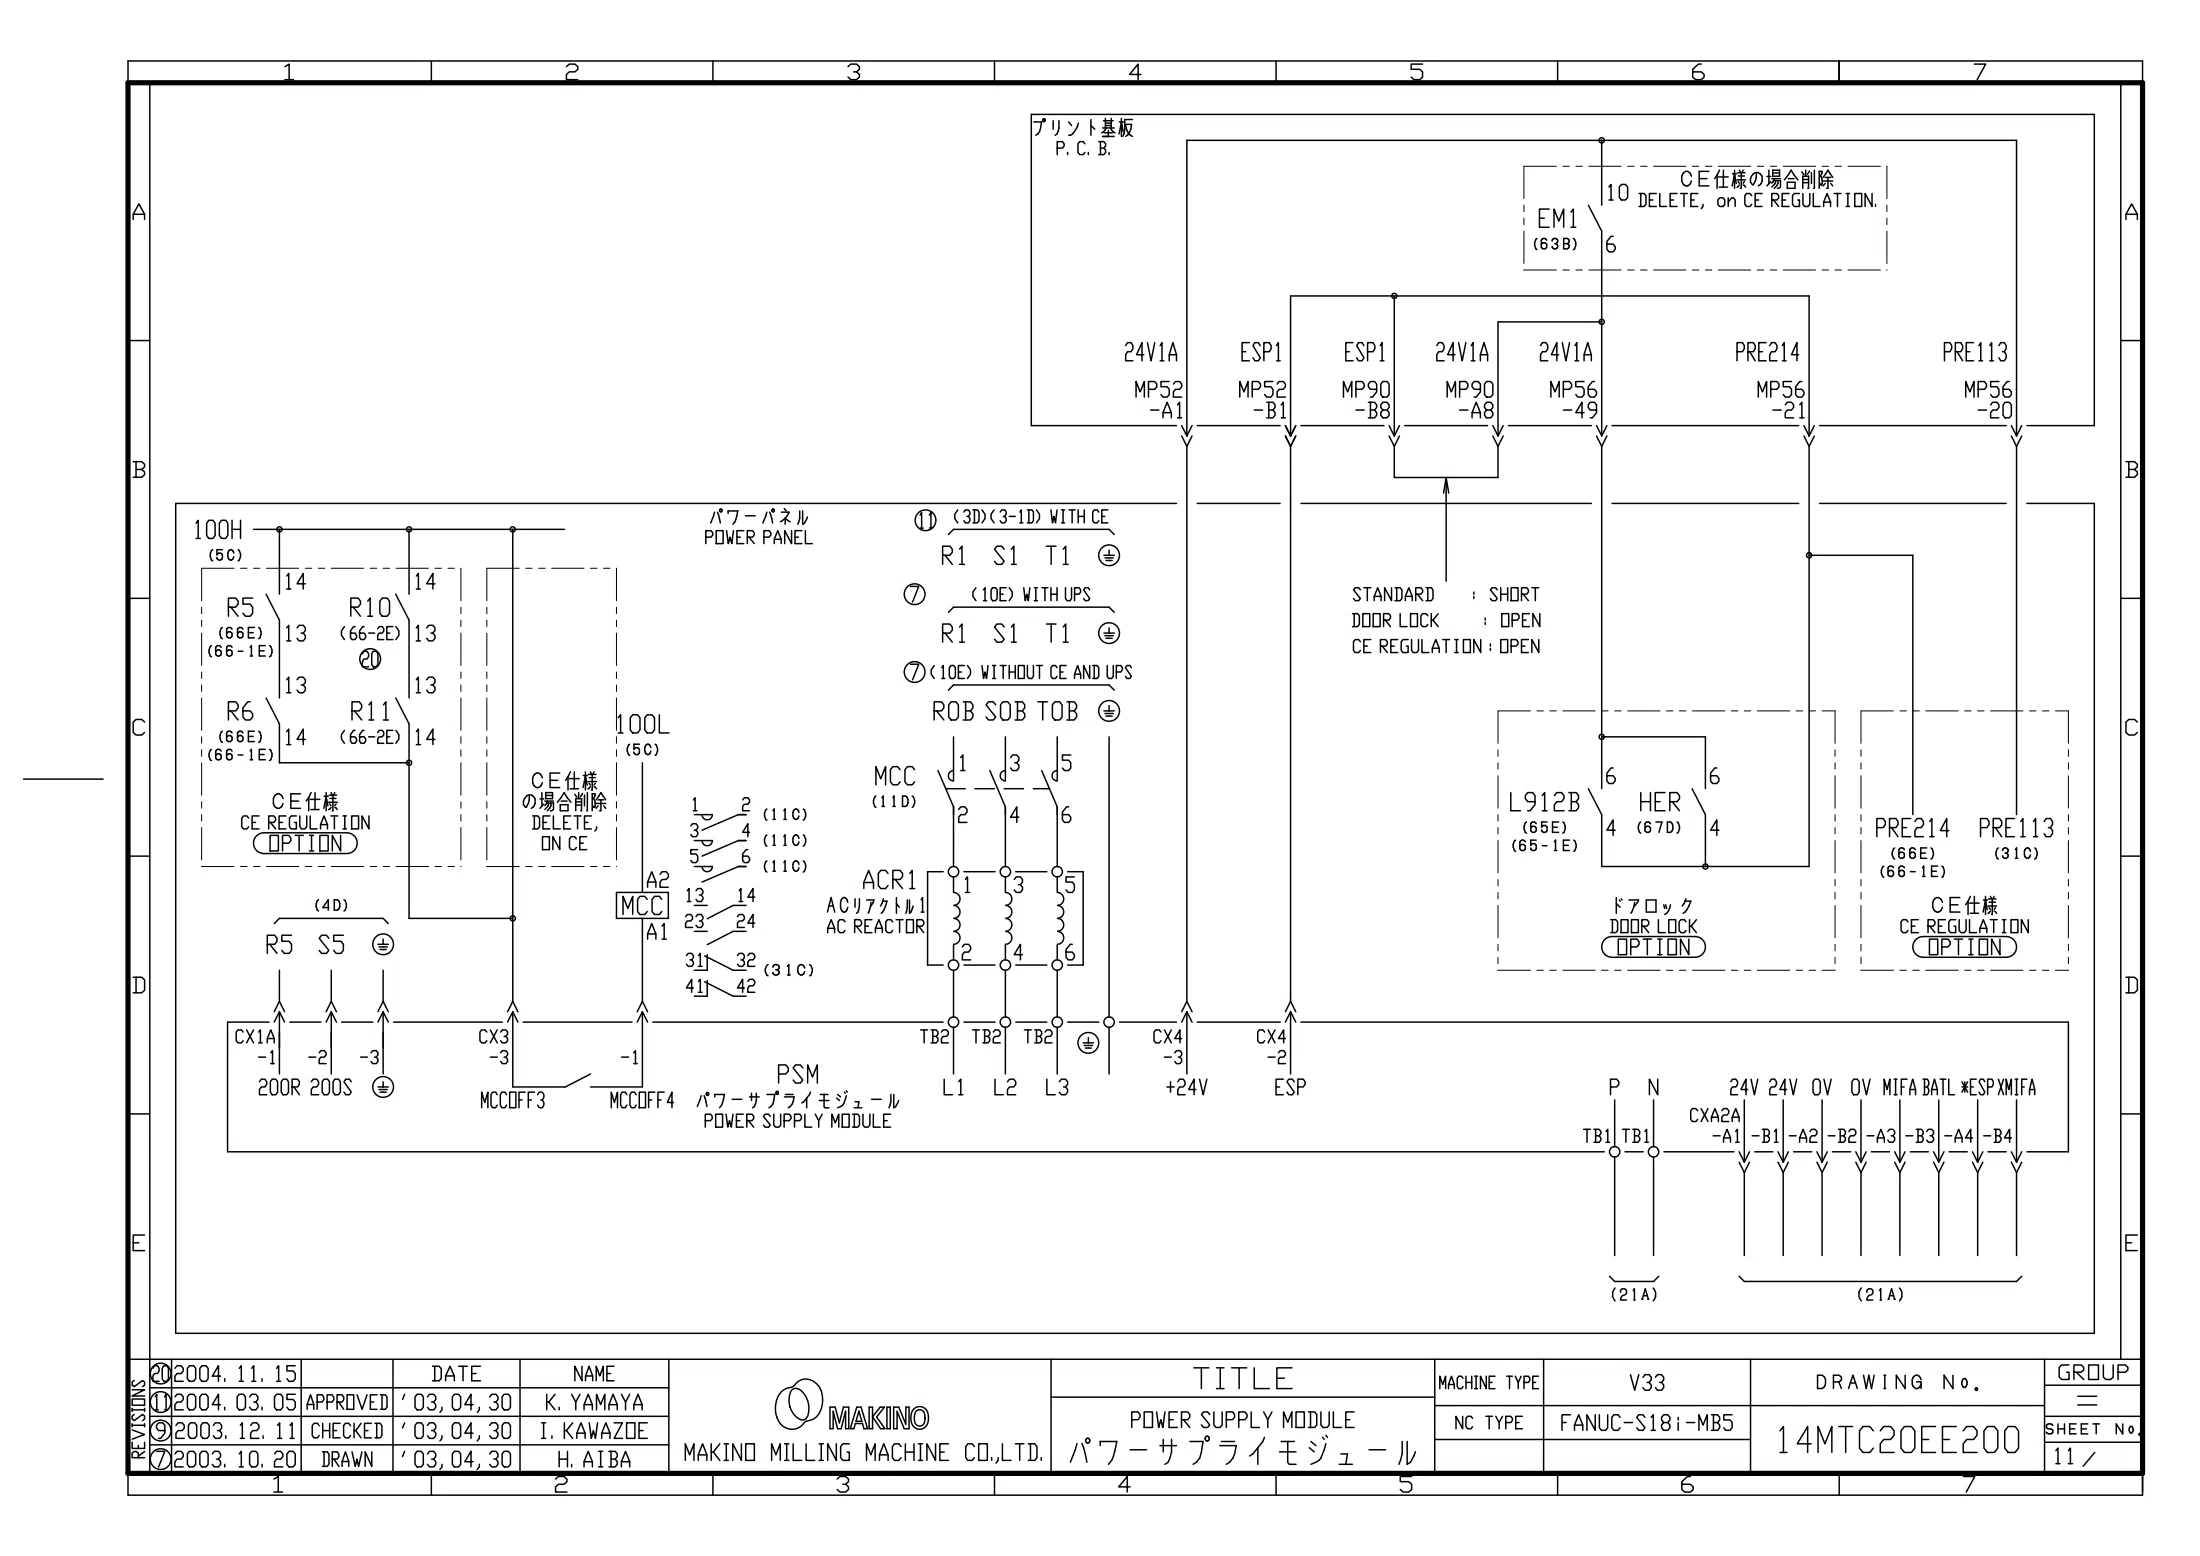 1 2 3 4 5 6 7
A
B
C
D
E
A
B
C
D
E
プリント基板
P. C. B.
CE仕様の場合削除
DELETE, on CE REGULATION.
10
EM1
(63B)
6
24V1A ESP1 ESP1 24V1A 24V1A PRE214 PRE113
MP52 MP52 MP90 MP90 MP56 MP56 MP56
-A1 -B1 -B8 -A8 -49 -21 -20
STANDARD : SHORT
DOOR LOCK : OPEN
CE REGULATION : OPEN
パワーパネル
POWER PANEL
100H
(5C)
14 14
R5 R10
(66E) 13 (66-2E) 13
(66-1E)
⑳
13 13
R6 R11
(66E) 14 (66-2E) 14
(66-1E)
CE仕様
CE REGULATION
OPTION
CE仕様
の場合削除
DELETE,
ON CE
100L
(5C)
A2
MCC
A1
1 2 (11C)
3 4 (11C)
5 6 (11C)
13 14
23 24
31 32 (31C)
41 42
⑪ (3D)(3-1D) WITH CE
R1 S1 T1
⑦ (10E) WITH UPS
R1 S1 T1
⑦ (10E) WITHOUT CE AND UPS
R0B S0B T0B
MCC
(11D)
1 3 5
2 4 6
ACR1
ACリアクトル1
AC REACTOR
1 3 5
2 4 6
6 6
L912B HER
(65E) 4 (67D) 4
(65-1E)
ドアロック
DOOR LOCK
OPTION
PRE214 PRE113
(66E) (31C)
(66-1E)
CE仕様
CE REGULATION
OPTION
(4D)
R5 S5
CX1A CX3 TB2 TB2 TB2 CX4 CX4
-1 -2 -3 -3 -1 -3 -2
200R 200S
MCCOFF3 MCCOFF4
PSM
パワーサプライモジュール
POWER SUPPLY MODULE
L1 L2 L3 +24V ESP
P N 24V 24V 0V 0V MIFA BATL *ESP XMIFA
CXA2A
TB1 TB1 -A1 -B1 -A2 -B2 -A3 -B3 -A4 -B4
(21A) (21A)
REVISIONS
⑳ 2004. 11. 15 DATE NAME
⑪ 2004. 03. 05 APPROVED '03,04,30 K. YAMAYA
⑨ 2003. 12. 11 CHECKED '03,04,30 I. KAWAZOE
⑦ 2003. 10. 20 DRAWN '03,04,30 H. AIBA
MAKINO
MAKINO MILLING MACHINE CO.,LTD.
TITLE
POWER SUPPLY MODULE
パワーサプライモジュール
MACHINE TYPE V33
NC TYPE FANUC-S18i-MB5
DRAWING No.
14MTC20EE200
GROUP
=
SHEET No.
11 /
1 2 3 4 5 6 7